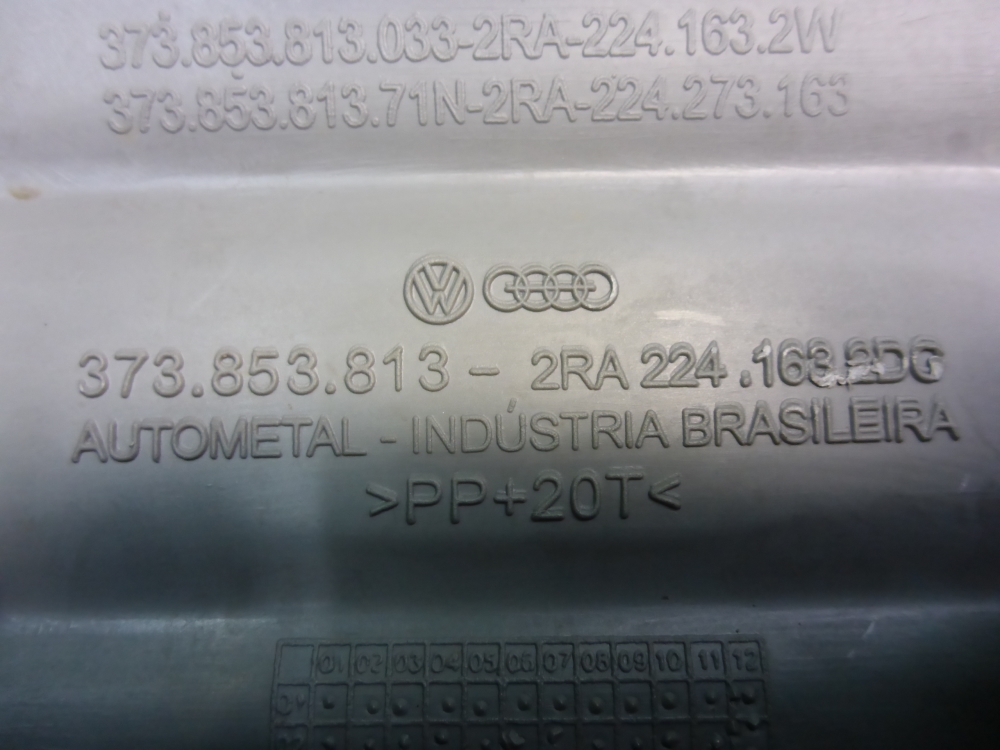 373.853.813.033-2RA-224.163.2W
373.853.813.71N-2RA-224.273.163
VW
373.853.813 - 2RA 224.163.2DG
AUTOMETAL - INDÚSTRIA BRASILEIRA
>PP+20T<
01 02 03 04 05 06 07 08 09 10 11 12